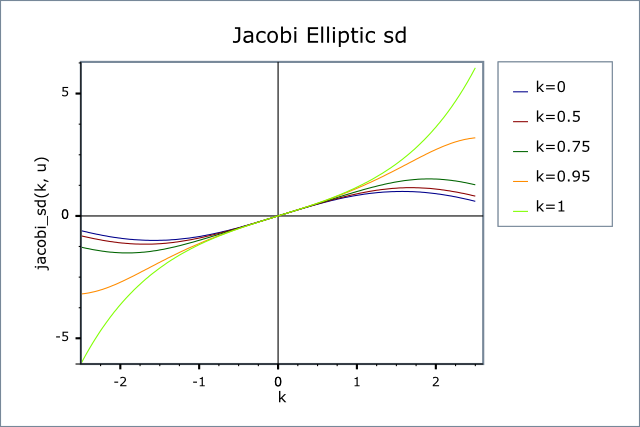 Jacobi Elliptic sd
jacobi_sd(k, u)
5
0
-5
-2 -1 0 1 2
k
k=0
k=0.5
k=0.75
k=0.95
k=1